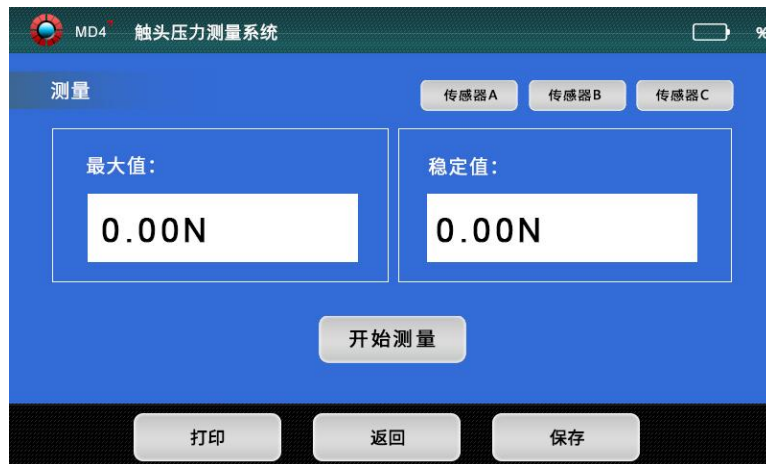 MD4 触头压力测量系统 %
测量 传感器A 传感器B 传感器C
最大值： 稳定值：
0.00N 0.00N
开始测量
打印 返回 保存